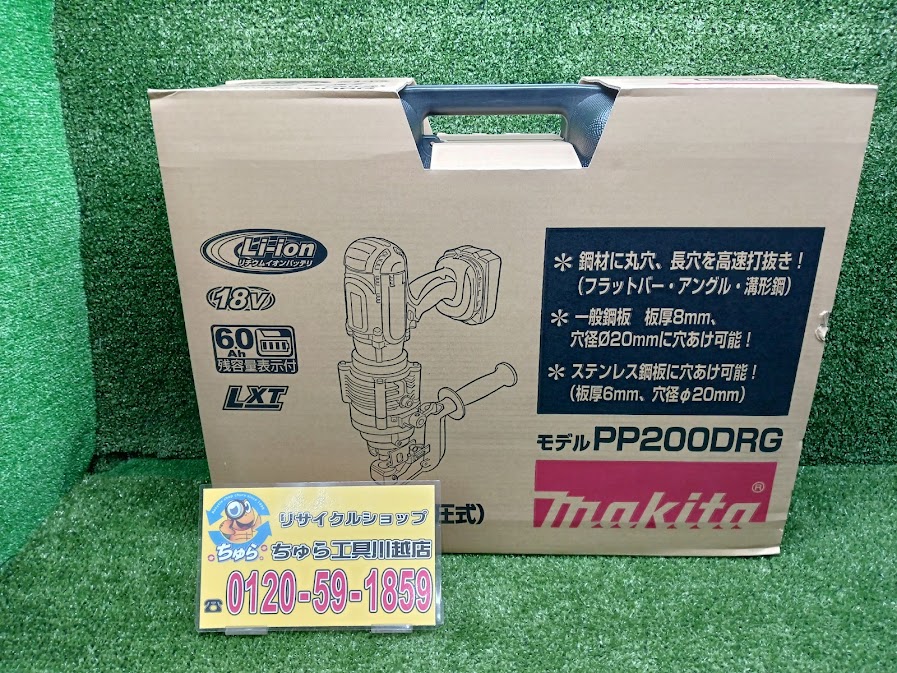 Li-ion
リチウムイオンバッテリ
18V
6.0
Ah
残容量表示付
LXT
＊ 鋼材に丸穴、長穴を高速打抜き！
（フラットバー・アングル・溝形鋼）
＊ 一般鋼板　板厚8mm、
穴径Ø20mmに穴あけ可能！
＊ ステンレス鋼板に穴あけ可能！
（板厚6mm、穴径φ20mm）
モデル PP200DRG
makita®
圧式）
リサイクルショップ
ちゅら
ちゅら工具川越店
☎ 0120-59-1859